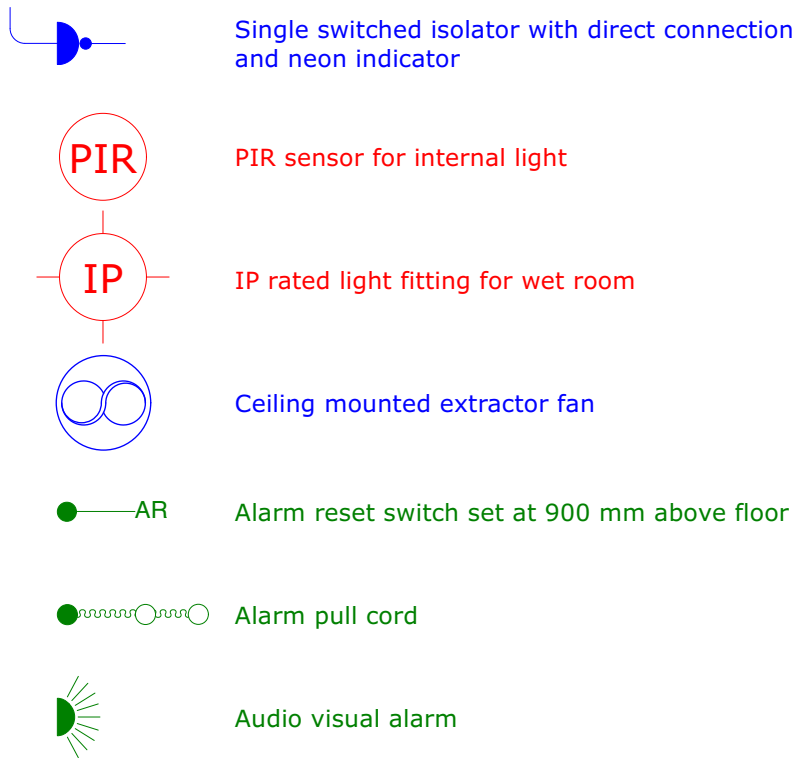 Single switched isolator with direct connection
and neon indicator
PIR
PIR sensor for internal light
IP
IP rated light fitting for wet room
Ceiling mounted extractor fan
AR
Alarm reset switch set at 900 mm above floor
Alarm pull cord
Audio visual alarm